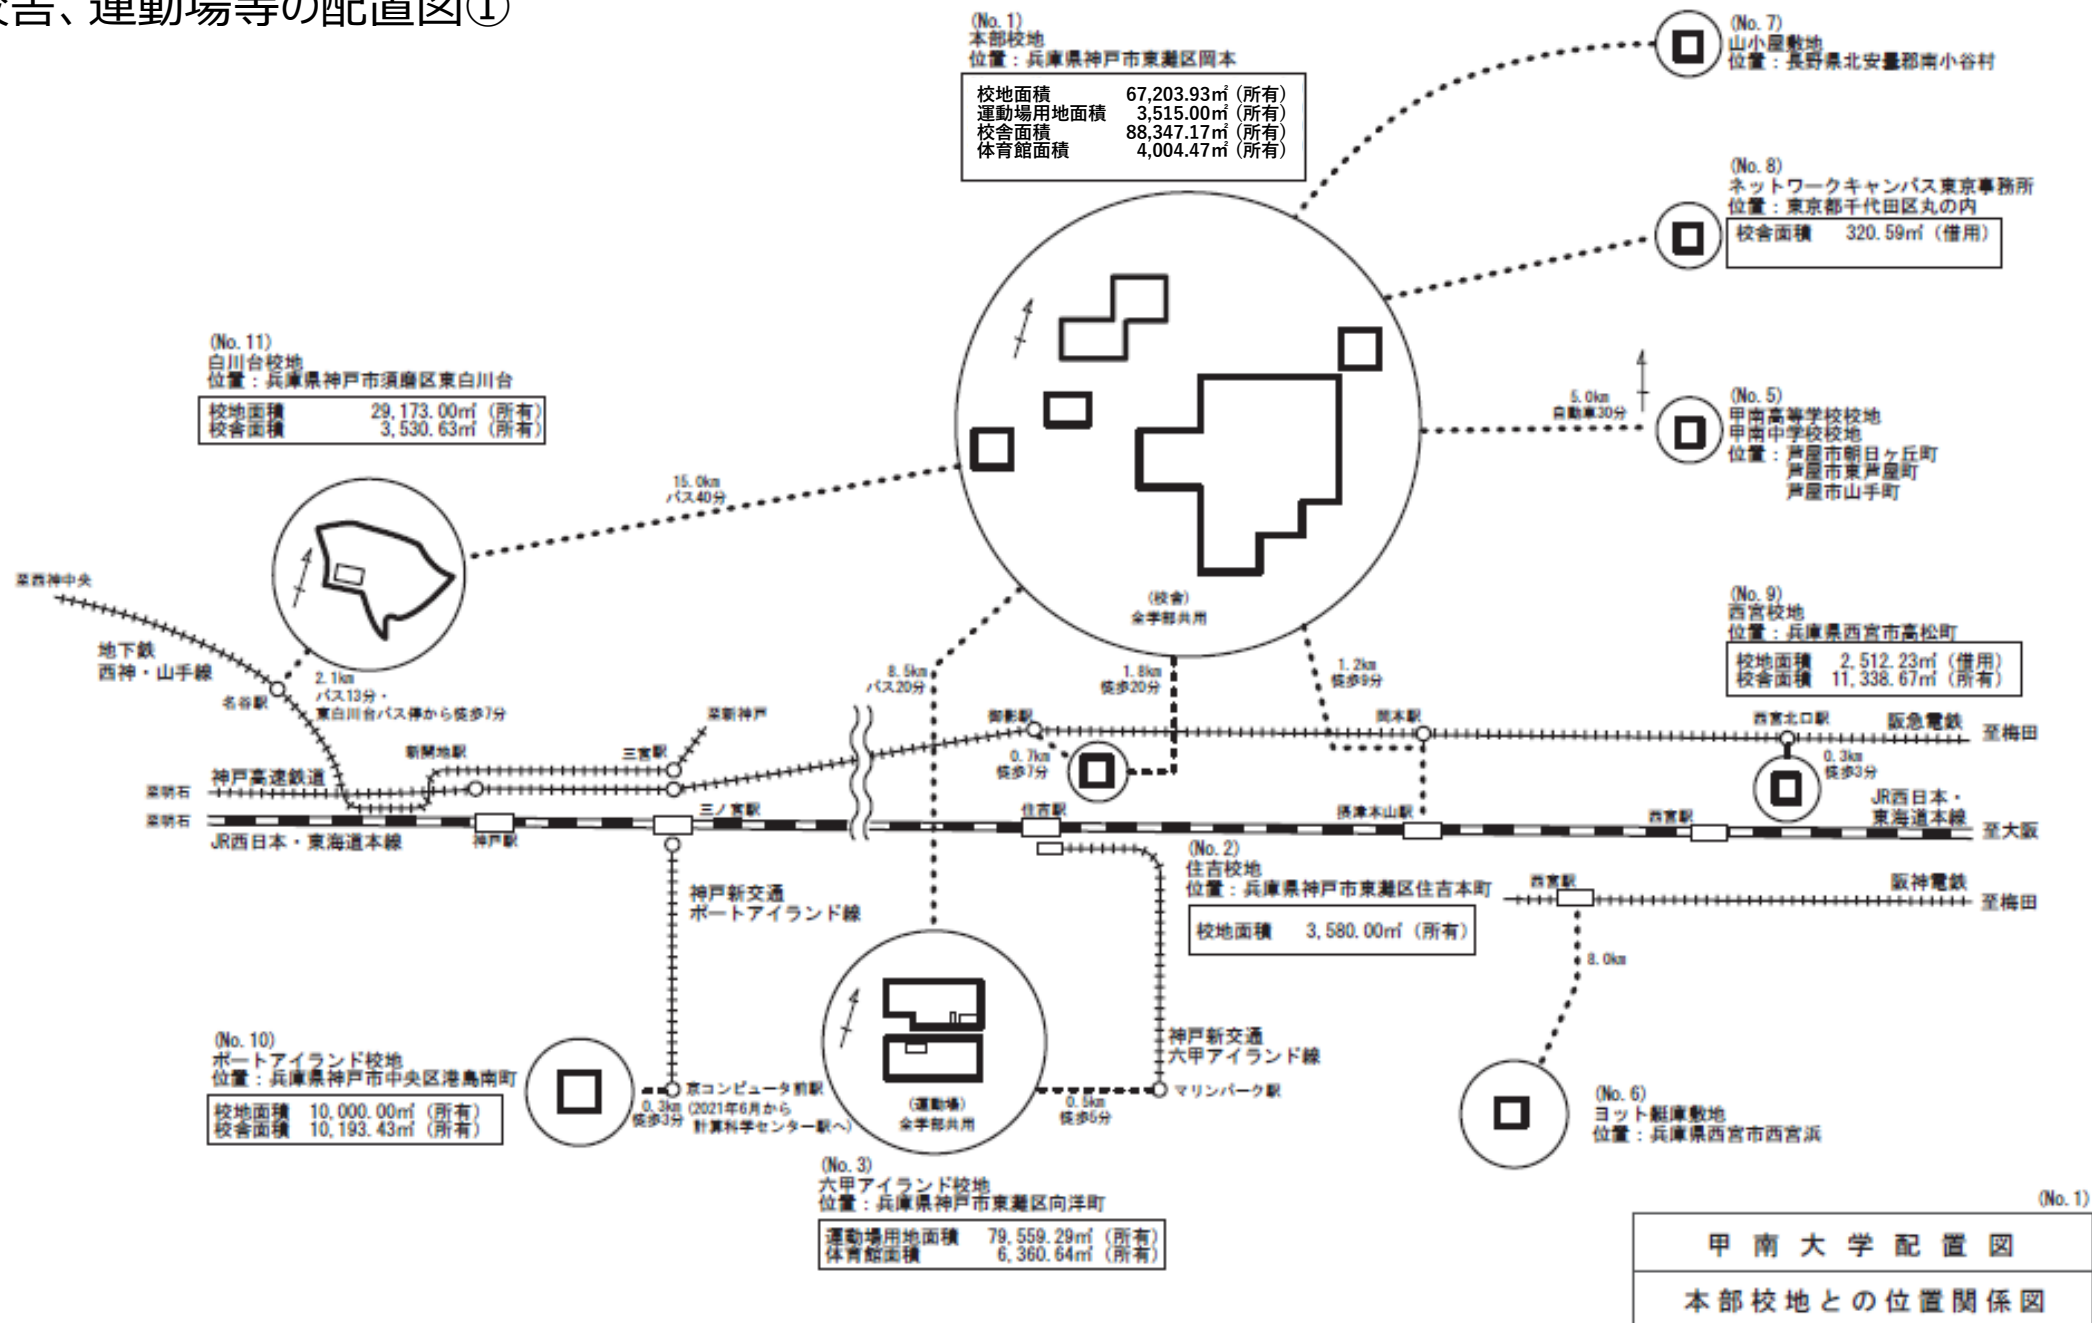 舎、運動場等の配置図①
(No. 1)
本部校地
位置：兵庫県神戸市東灘区岡本
校地面積 67,203.93㎡（所有）
運動場用地面積 3,515.00㎡（所有）
校舎面積 88,347.17㎡（所有）
体育館面積 4,004.47㎡（所有）
(No. 7)
山小屋敷地
位置：長野県北安曇郡南小谷村
(No. 8)
ネットワークキャンパス東京事務所
位置：東京都千代田区丸の内
校舎面積 320.59㎡（借用）
(No. 11)
白川台校地
位置：兵庫県神戸市須磨区東白川台
校地面積 29,173.00㎡（所有）
校舎面積 3,530.63㎡（所有）
5.0km
自動車30分
(No. 5)
甲南高等学校校地
甲南中学校校地
位置：芦屋市朝日ヶ丘町
芦屋市東芦屋町
芦屋市山手町
15.0km
バス40分
(校舎)
全学部共用
(No. 9)
西宮校地
位置：兵庫県西宮市高松町
校地面積 2,512.23㎡（借用）
校舎面積 11,338.67㎡（所有）
至西神中央
地下鉄
西神・山手線
名谷駅
2.1km
バス13分・
東白川台バス停から徒歩7分
8.5km
バス20分
1.8km
徒歩20分
1.2km
徒歩9分
新開地駅
三宮駅
至新神戸
御影駅
岡本駅
西宮北口駅
阪急電鉄
至梅田
0.7km
徒歩7分
0.3km
徒歩3分
至明石
神戸高速鉄道
至明石
JR西日本・東海道本線
神戸駅
三ノ宮駅
住吉駅
摂津本山駅
西宮駅
JR西日本・
東海道本線
至大阪
(No. 2)
住吉校地
位置：兵庫県神戸市東灘区住吉本町
校地面積 3,580.00㎡（所有）
西宮駅
阪神電鉄
至梅田
神戸新交通
ポートアイランド線
8.0km
神戸新交通
六甲アイランド線
(No. 10)
ポートアイランド校地
位置：兵庫県神戸市中央区港島南町
校地面積 10,000.00㎡（所有）
校舎面積 10,193.43㎡（所有）
0.3km
徒歩3分
京コンピュータ前駅
(2021年6月から
計算科学センター駅へ)
(運動場)
全学部共用
0.5km
徒歩5分
マリンパーク駅
(No. 6)
ヨット艇庫敷地
位置：兵庫県西宮市西宮浜
(No. 3)
六甲アイランド校地
位置：兵庫県神戸市東灘区向洋町
運動場用地面積 79,559.29㎡（所有）
体育館面積 6,360.64㎡（所有）
(No. 1)
甲南大学配置図
本部校地との位置関係図